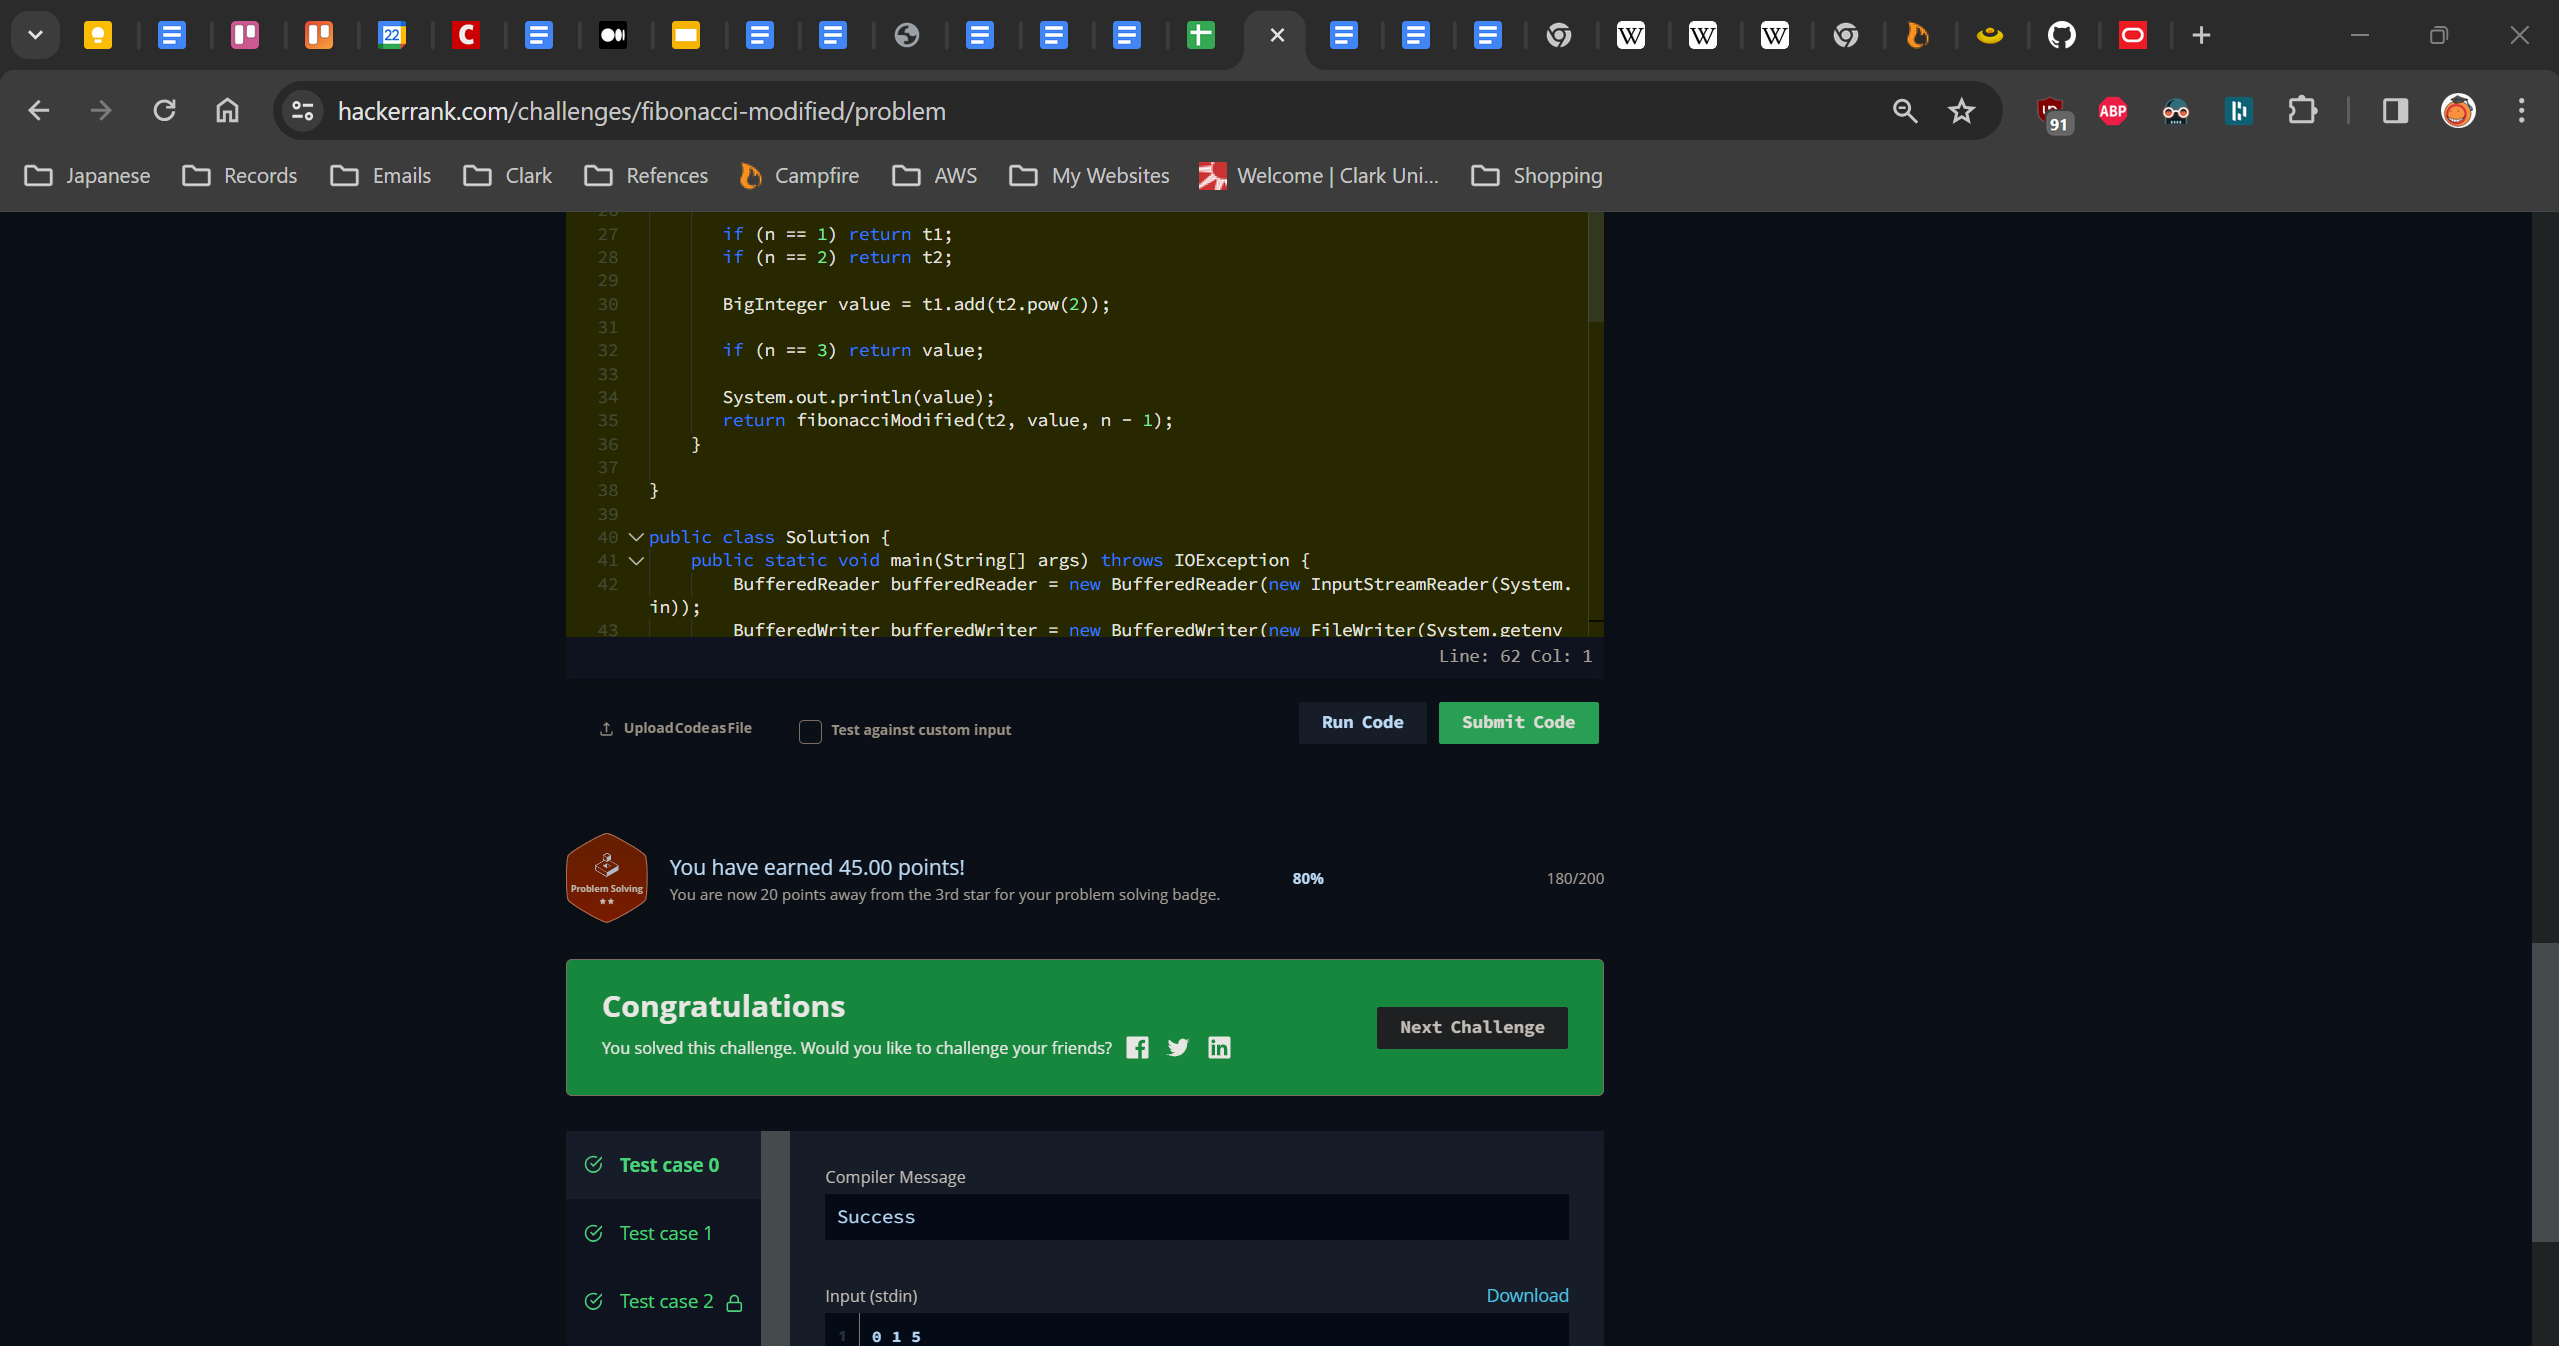 22
hackerrank.com/challenges/fibonacci-modified/problem
91
ABP
Japanese
Records
Emails
Clark
Refences
Campfire
AWS
My Websites
Welcome | Clark Uni...
Shopping
27 if (n == 1) return t1;
28 if (n == 2) return t2;
29
30 BigInteger value = t1.add(t2.pow(2));
31
32 if (n == 3) return value;
33
34 System.out.println(value);
35 return fibonacciModified(t2, value, n - 1);
36 }
37
38 }
39
40 public class Solution {
41 public static void main(String[] args) throws IOException {
42 BufferedReader bufferedReader = new BufferedReader(new InputStreamReader(System.
in));
43 BufferedWriter bufferedWriter = new BufferedWriter(new FileWriter(System.getenv
Line: 62 Col: 1
Upload Code as File
Test against custom input
Run Code
Submit Code
Problem Solving
You have earned 45.00 points!
You are now 20 points away from the 3rd star for your problem solving badge.
80%
180/200
Congratulations
You solved this challenge. Would you like to challenge your friends?
Next Challenge
Test case 0
Test case 1
Test case 2
Compiler Message
Success
Input (stdin)
Download
1 0 1 5